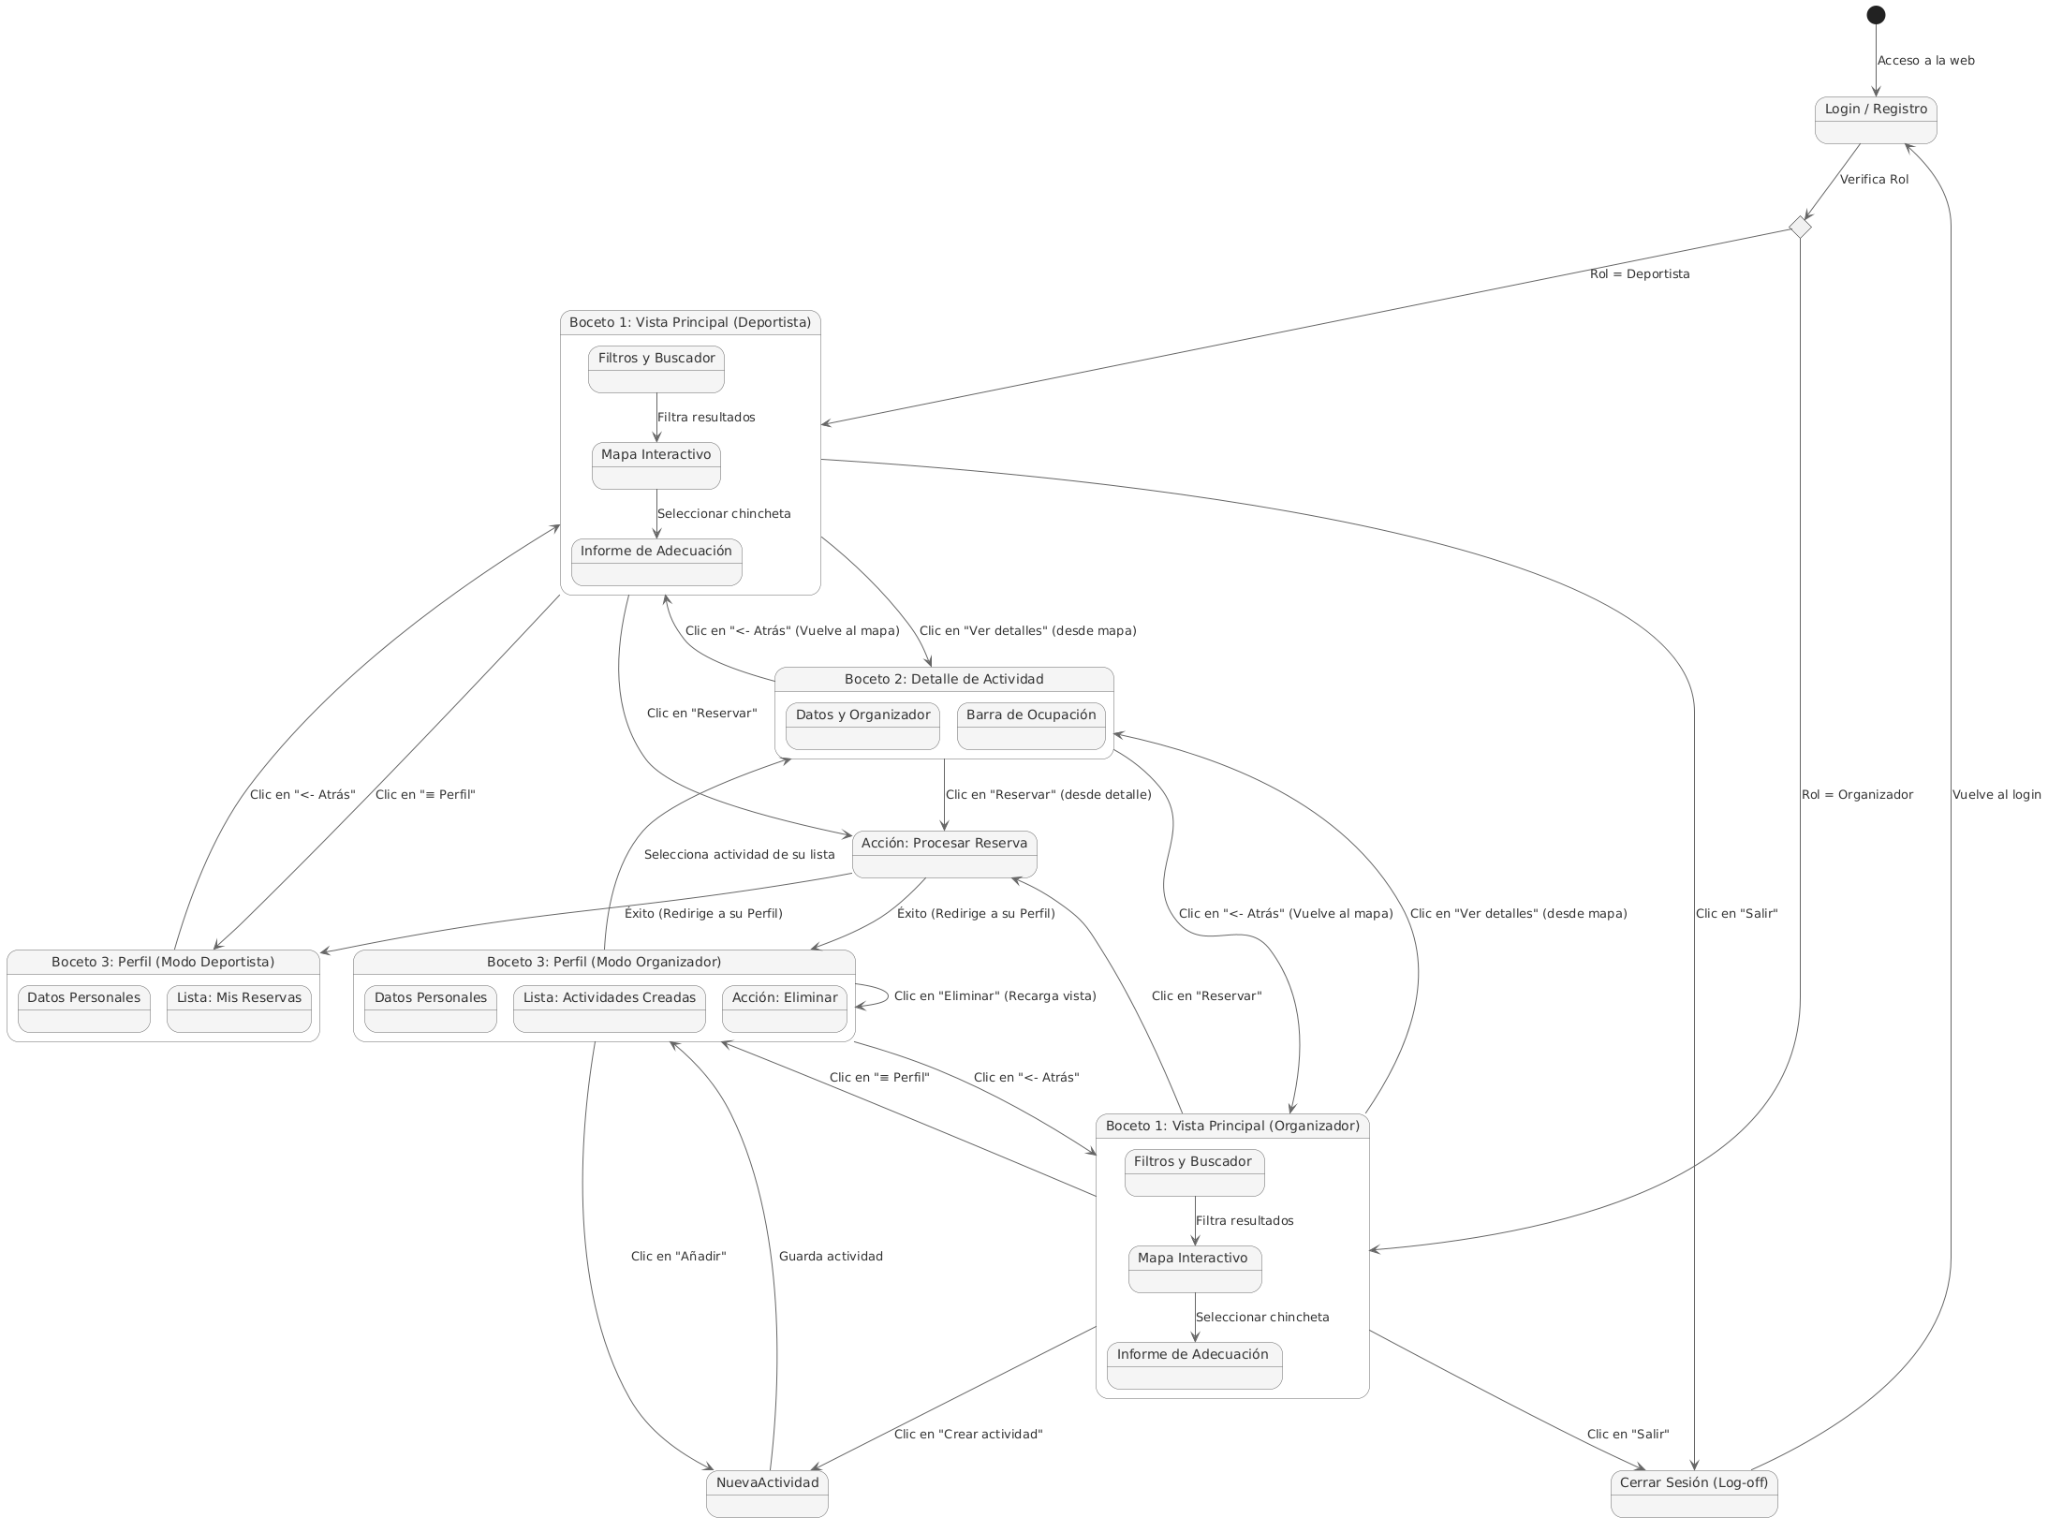 Acceso a la web
Login / Registro
Verifica Rol
Rol = Deportista
Boceto 1: Vista Principal (Deportista)
Filtros y Buscador
Filtra resultados
Mapa Interactivo
Seleccionar chincheta
Informe de Adecuación
Clic en "<- Atrás" (Vuelve al mapa)
Clic en "Ver detalles" (desde mapa)
Boceto 2: Detalle de Actividad
Datos y Organizador
Barra de Ocupación
Clic en "Reservar"
Clic en "<- Atrás"
Clic en "≡ Perfil"
Clic en "Reservar" (desde detalle)
Rol = Organizador
Vuelve al login
Acción: Procesar Reserva
Selecciona actividad de su lista
Éxito (Redirige a su Perfil)
Éxito (Redirige a su Perfil)
Clic en "<- Atrás" (Vuelve al mapa)
Clic en "Ver detalles" (desde mapa)
Clic en "Salir"
Boceto 3: Perfil (Modo Deportista)
Datos Personales
Lista: Mis Reservas
Boceto 3: Perfil (Modo Organizador)
Datos Personales
Lista: Actividades Creadas
Acción: Eliminar
Clic en "Eliminar" (Recarga vista)
Clic en "Reservar"
Clic en "≡ Perfil"
Clic en "<- Atrás"
Boceto 1: Vista Principal (Organizador)
Filtros y Buscador
Filtra resultados
Mapa Interactivo
Seleccionar chincheta
Informe de Adecuación
Clic en "Añadir"
Guarda actividad
Clic en "Crear actividad"
Clic en "Salir"
NuevaActividad
Cerrar Sesión (Log-off)